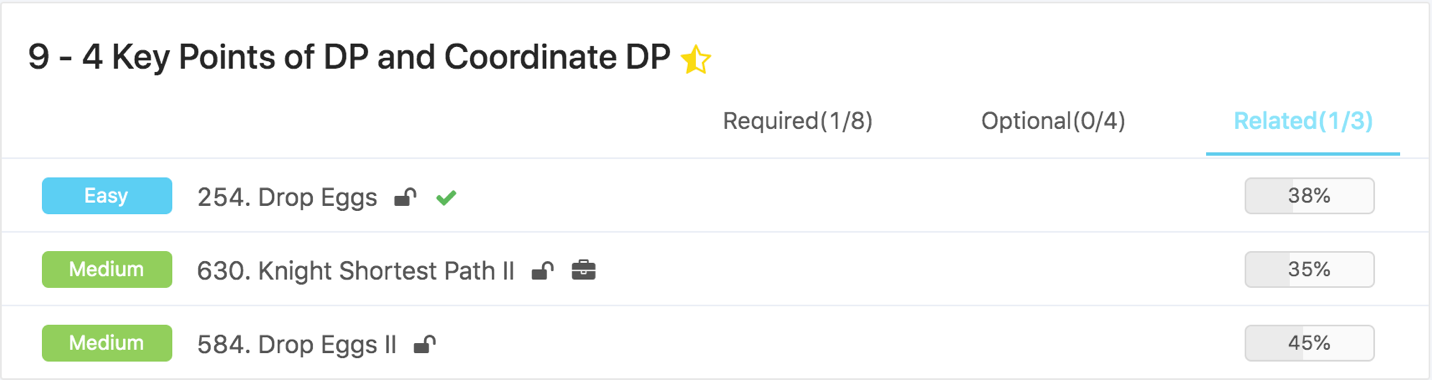 9 - 4 Key Points of DP and Coordinate DP
Required(1/8) Optional(0/4) Related(1/3)
Easy 254. Drop Eggs 38%
Medium 630. Knight Shortest Path II 35%
Medium 584. Drop Eggs II 45%